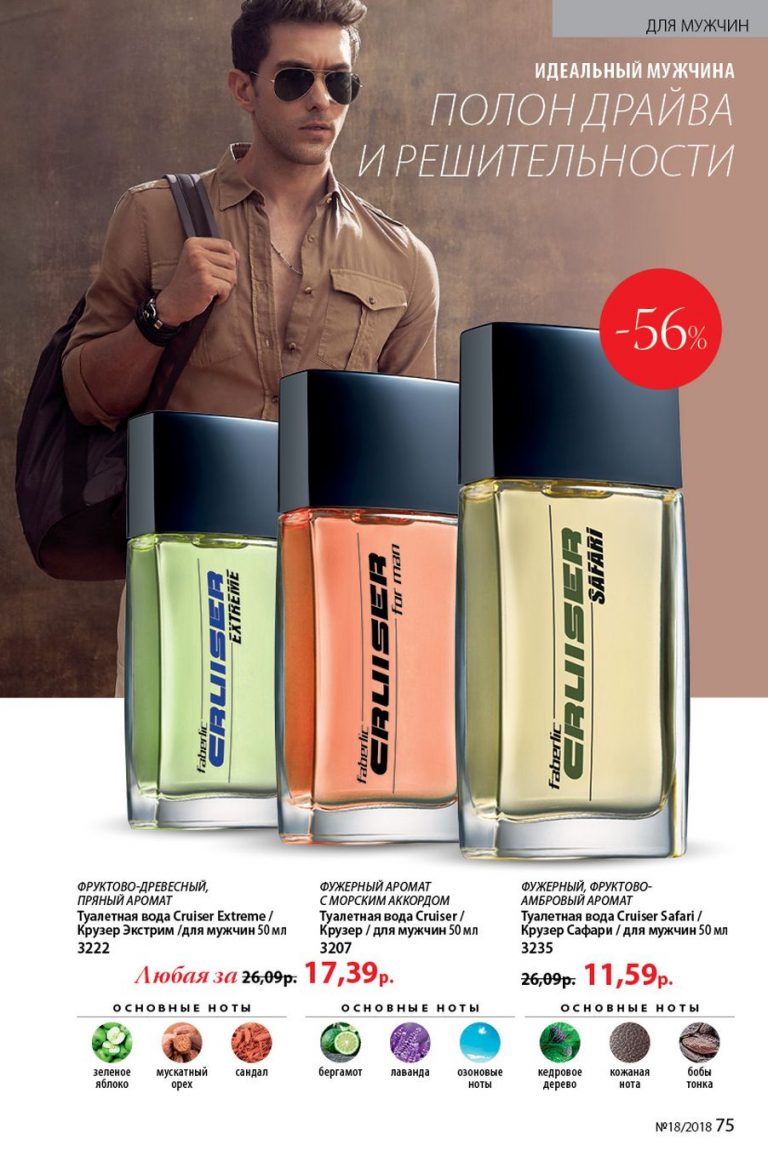 ДЛЯ МУЖЧИН
ИДЕАЛЬНЫЙ МУЖЧИНА
ПОЛОН ДРАЙВА
И РЕШИТЕЛЬНОСТИ
-56%
faberlic
CRUISER
EXTREME
faberlic
CRUISER
for man
faberlic
CRUISER
SAFARI
ФРУКТОВО-ДРЕВЕСНЫЙ,
ПРЯНЫЙ АРОМАТ
Туалетная вода Cruiser Extreme /
Крузер Экстрим /для мужчин 50 мл
3222
ФУЖЕРНЫЙ АРОМАТ
С МОРСКИМ АККОРДОМ
Туалетная вода Cruiser /
Крузер / для мужчин 50 мл
3207
Любая за 26,09р. 17,39р.
ФУЖЕРНЫЙ, ФРУКТОВО-
АМБРОВЫЙ АРОМАТ
Туалетная вода Cruiser Safari /
Крузер Сафари / для мужчин 50 мл
3235
26,09р. 11,59р.
ОСНОВНЫЕ НОТЫ
зеленое
яблоко
мускатный
орех
сандал
ОСНОВНЫЕ НОТЫ
бергамот
лаванда
озоновые
ноты
ОСНОВНЫЕ НОТЫ
кедровое
дерево
кожаная
нота
бобы
тонка
№18/2018 75